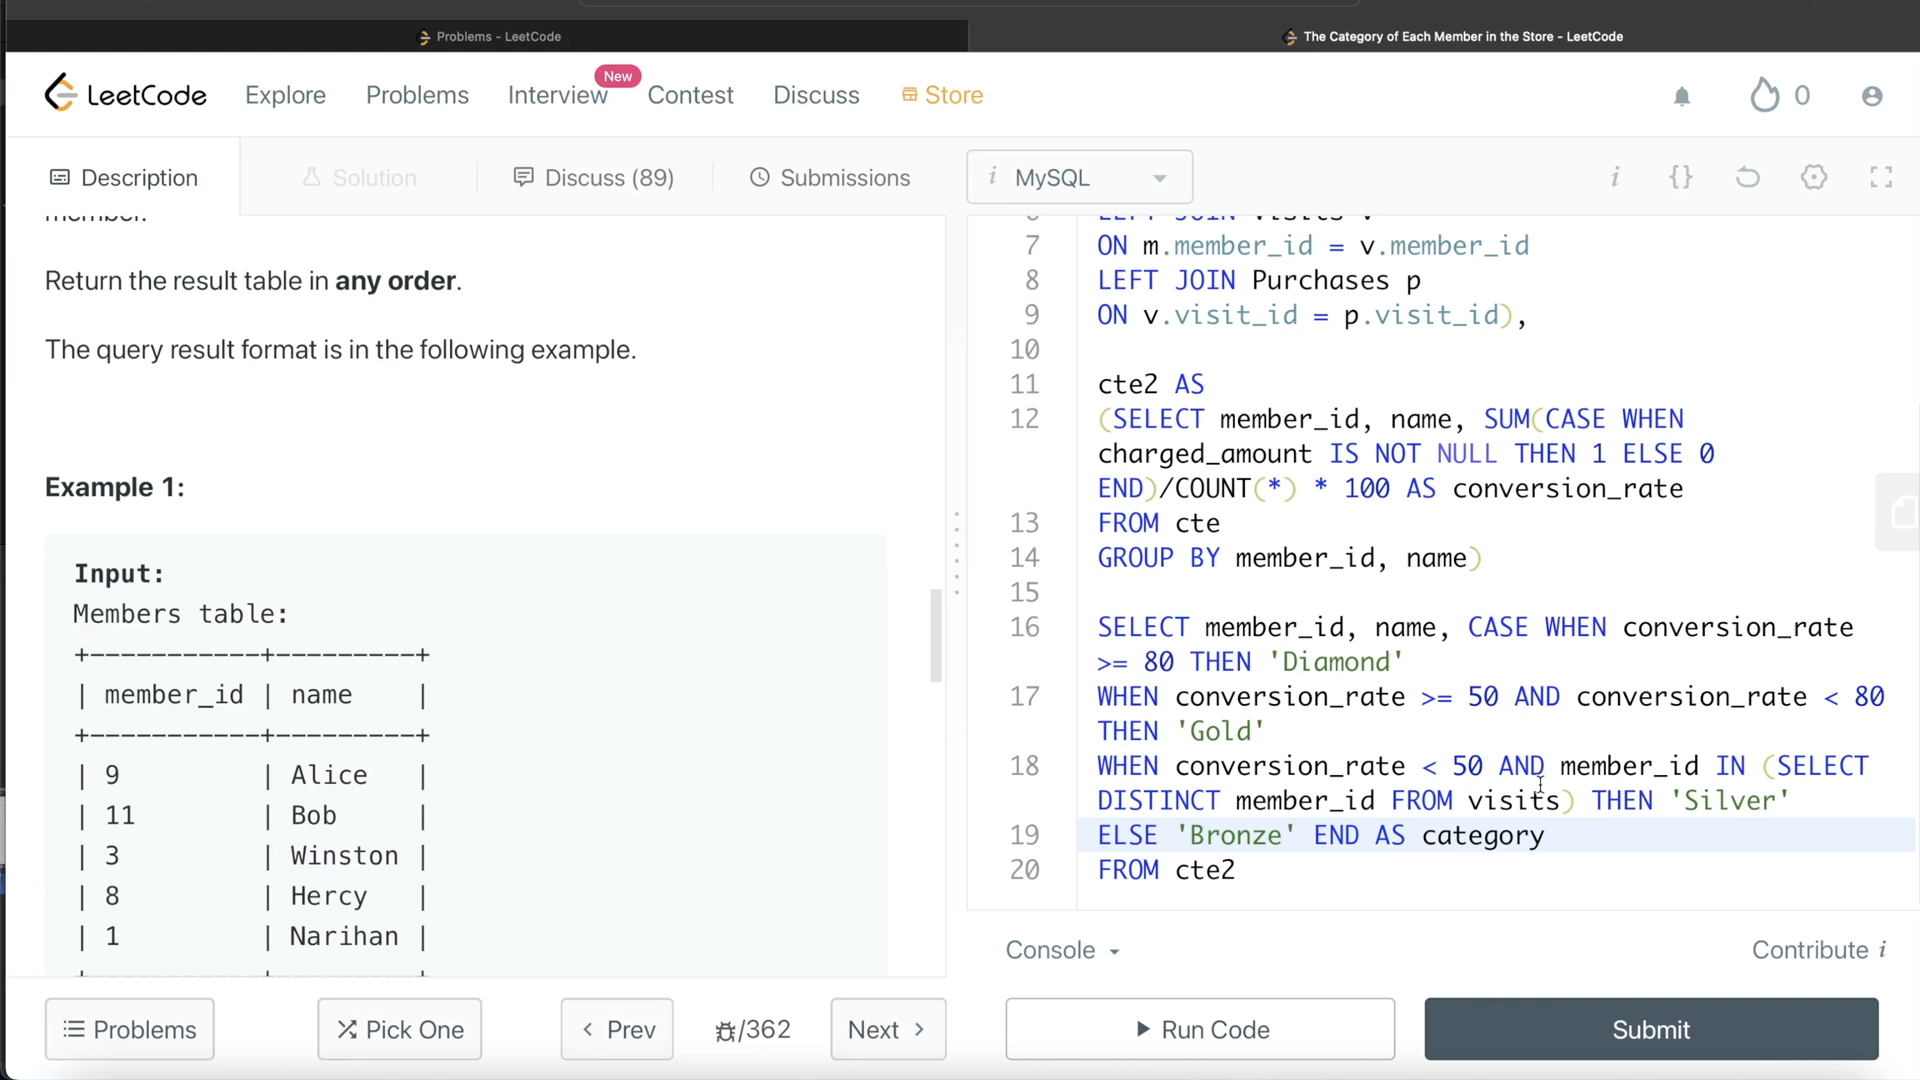 Problems - LeetCode
The Category of Each Member in the Store - LeetCode
LeetCode Explore Problems Interview New Contest Discuss Store 0
Description Solution Discuss (89) Submissions
member.
Return the result table in any order.
The query result format is in the following example.
Example 1:
Input:
Members table:
+-----------+---------+
| member_id | name    |
+-----------+---------+
| 9         | Alice   |
| 11        | Bob     |
| 3         | Winston |
| 8         | Hercy   |
| 1         | Narihan |
+-----------+---------+
Problems Pick One < Prev /362 Next >
i MySQL
6 LEFT JOIN visits v
7 ON m.member_id = v.member_id
8 LEFT JOIN Purchases p
9 ON v.visit_id = p.visit_id),
10
11 cte2 AS
12 (SELECT member_id, name, SUM(CASE WHEN
charged_amount IS NOT NULL THEN 1 ELSE 0
END)/COUNT(*) * 100 AS conversion_rate
13 FROM cte
14 GROUP BY member_id, name)
15
16 SELECT member_id, name, CASE WHEN conversion_rate
>= 80 THEN 'Diamond'
17 WHEN conversion_rate >= 50 AND conversion_rate < 80
THEN 'Gold'
18 WHEN conversion_rate < 50 AND member_id IN (SELECT
DISTINCT member_id FROM visits) THEN 'Silver'
19 ELSE 'Bronze' END AS category
20 FROM cte2
Console Contribute i
Run Code Submit